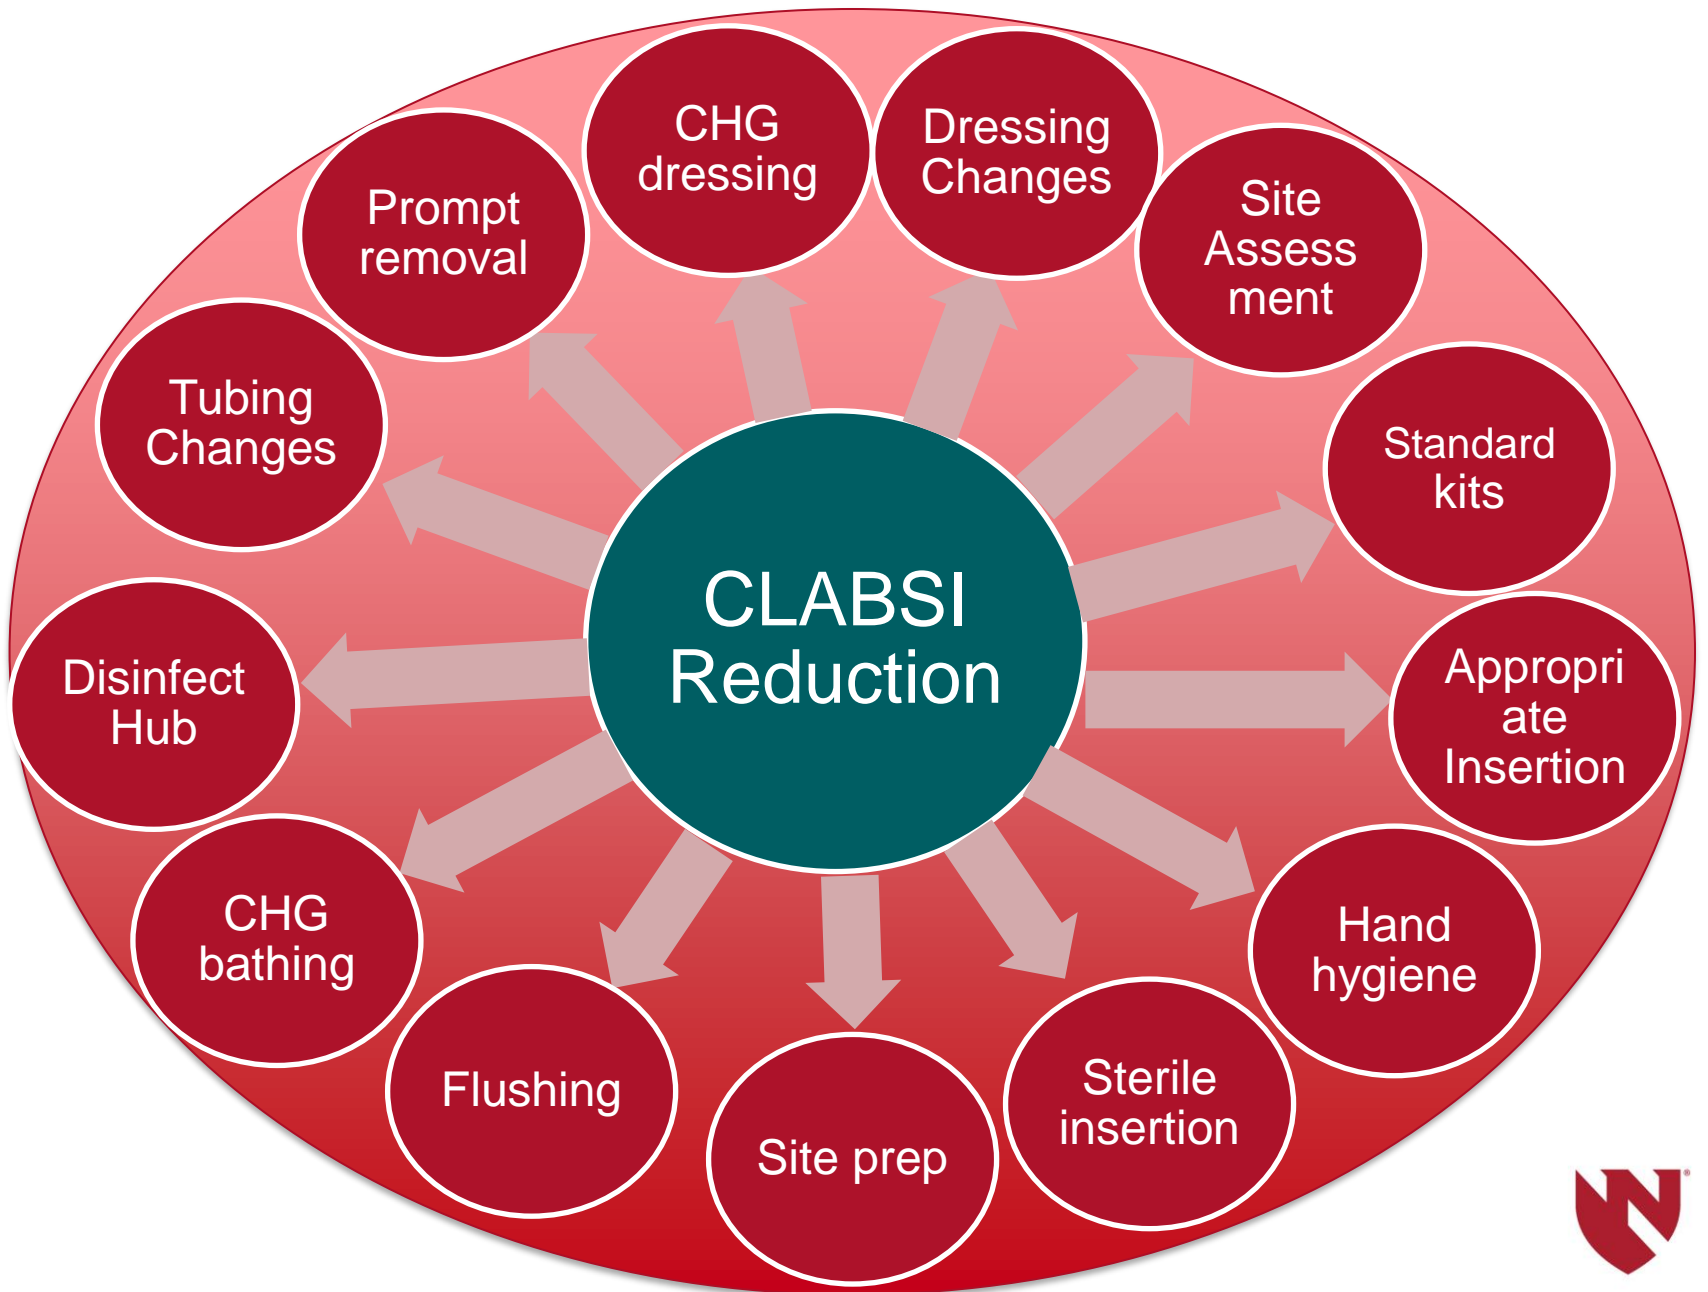 CHG
dressing
Dressing
Changes
Site
Assess
ment
Standard
kits
Appropri
ate
Insertion
Hand
hygiene
Sterile
insertion
Site prep
Flushing
CHG
bathing
Disinfect
Hub
Tubing
Changes
Prompt
removal
CLABSI
Reduction
N
®